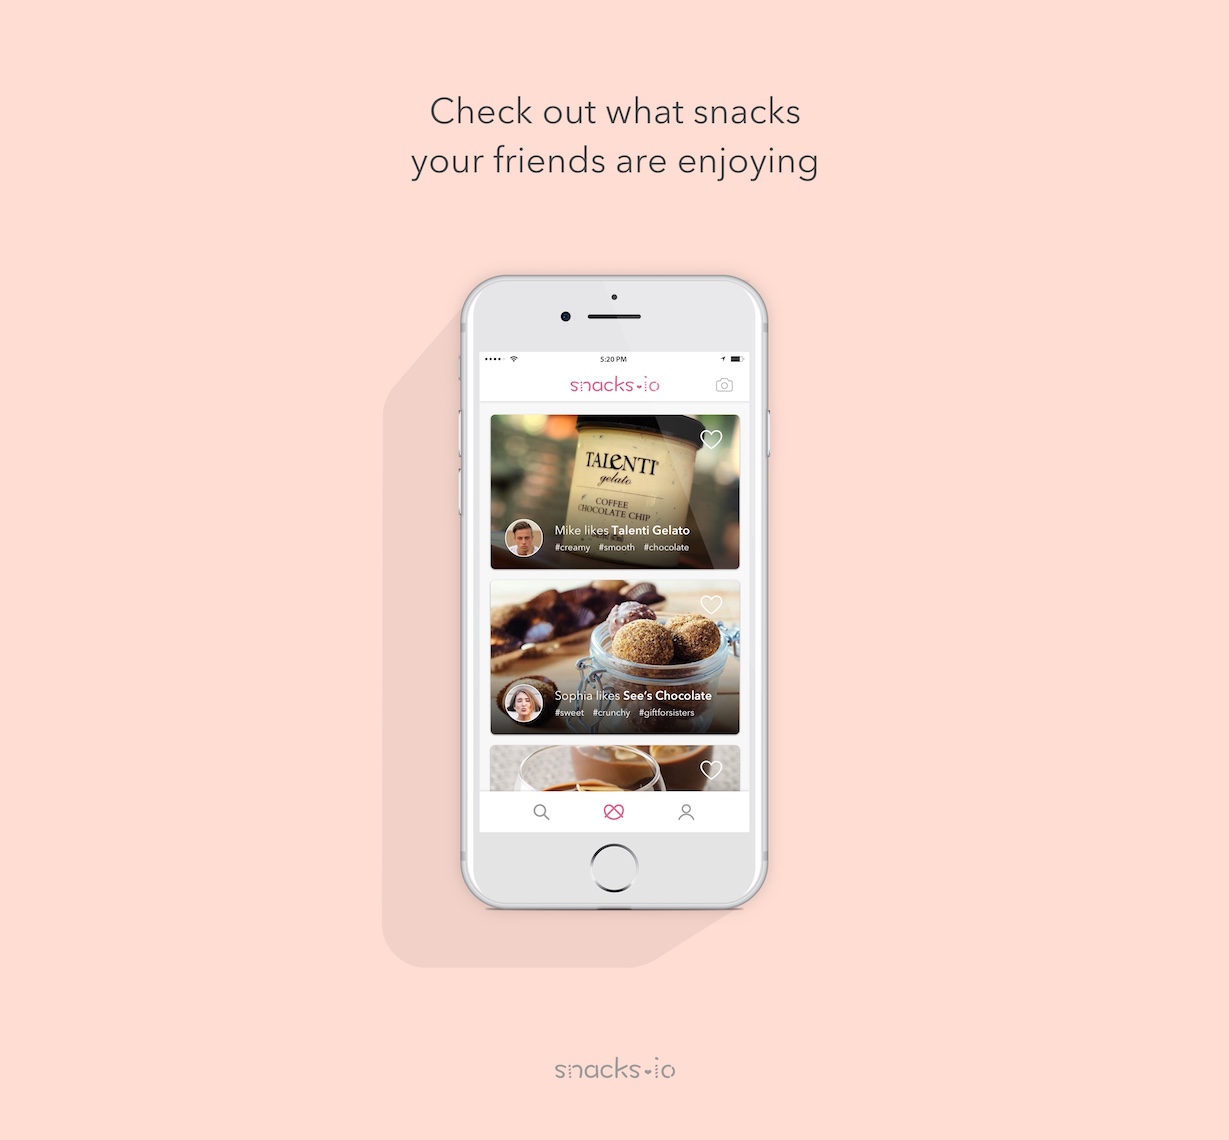 Check out what snacks
your friends are enjoying
5:20 PM
snacks.io
TALENTI
gelato
COFFEE
CHOCOLATE CHIP
Mike likes Talenti Gelato
#creamy #smooth #chocolate
Sophia likes See's Chocolate
#sweet #crunchy #giftforsisters
snacks.io